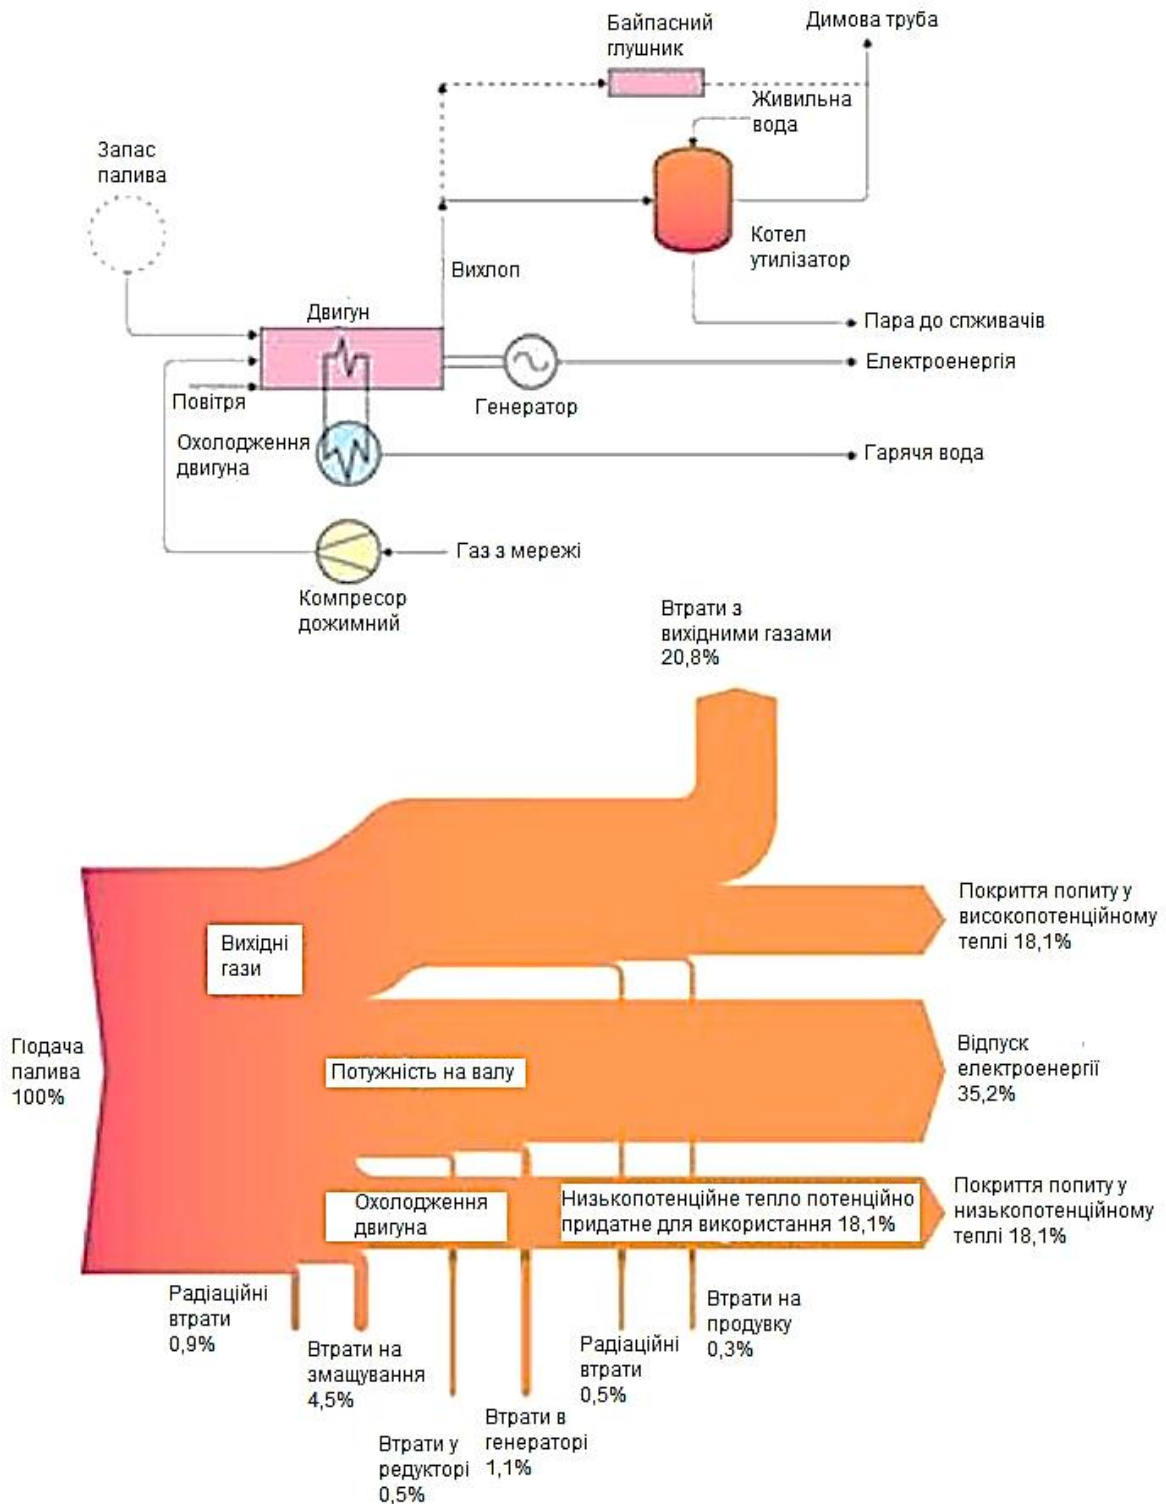 Байпасний
глушник
Димова труба
Живильна
вода
Запас
палива
Котел
утилізатор
Вихлоп
Двигун
Пара до спживачів
Електроенергія
Генератор
Повітря
Охолодження
двигуна
Гарячя вода
Газ з мережі
Компресор
дожимний
Втрати з
вихідними газами
20,8%
Покриття попиту у
високопотенційному
теплі 18,1%
Вихідні
гази
Подача
палива
100%
Потужність на валу
Відпуск
електроенергії
35,2%
Охолодження
двигуна
Низькопотенційне тепло потенційно
придатне для використання 18,1%
Покриття попиту у
низькопотенційному
теплі 18,1%
Радіаційні
втрати
0,9%
Втрати на
змащування
4,5%
Втрати у
редукторі
0,5%
Втрати в
генераторі
1,1%
Радіаційні
втрати
0,5%
Втрати на
продувку
0,3%